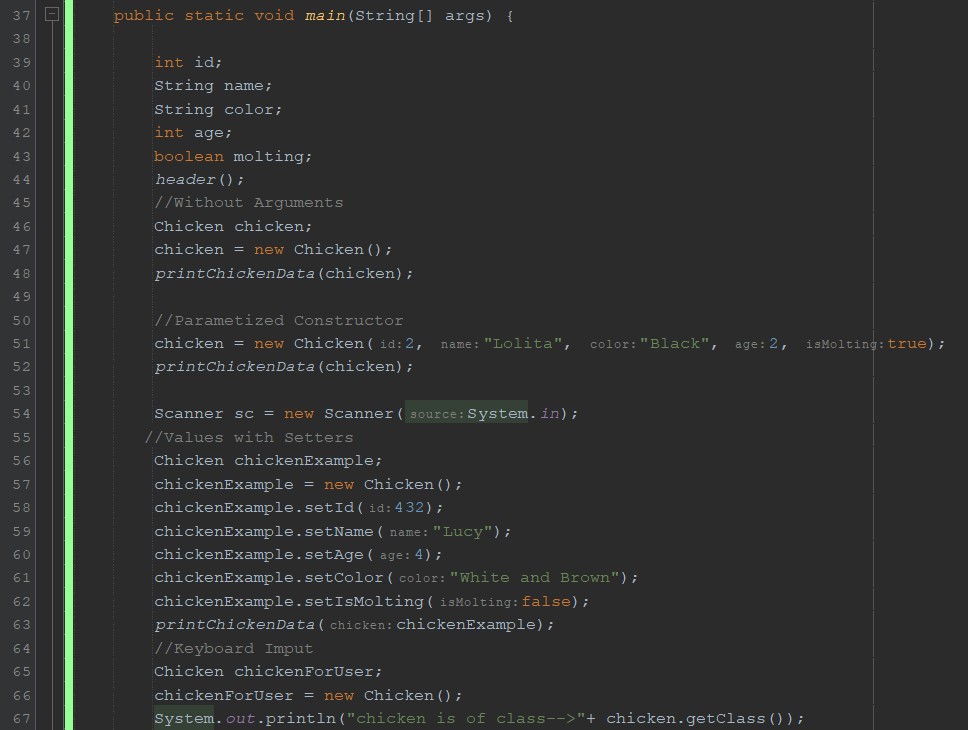 37 public static void main(String[] args) {
38
39 int id;
40 String name;
41 String color;
42 int age;
43 boolean molting;
44 header();
45 //Without Arguments
46 Chicken chicken;
47 chicken = new Chicken();
48 printChickenData(chicken);
49
50 //Parametized Constructor
51 chicken = new Chicken( id: 2, name: "Lolita", color: "Black", age: 2, isMolting: true);
52 printChickenData(chicken);
53
54 Scanner sc = new Scanner( source: System.in);
55 //Values with Setters
56 Chicken chickenExample;
57 chickenExample = new Chicken();
58 chickenExample.setId( id: 432);
59 chickenExample.setName( name: "Lucy");
60 chickenExample.setAge( age: 4);
61 chickenExample.setColor( color: "White and Brown");
62 chickenExample.setIsMolting( isMolting: false);
63 printChickenData( chicken: chickenExample);
64 //Keyboard Imput
65 Chicken chickenForUser;
66 chickenForUser = new Chicken();
67 System.out.println("chicken is of class-->"+ chicken.getClass());